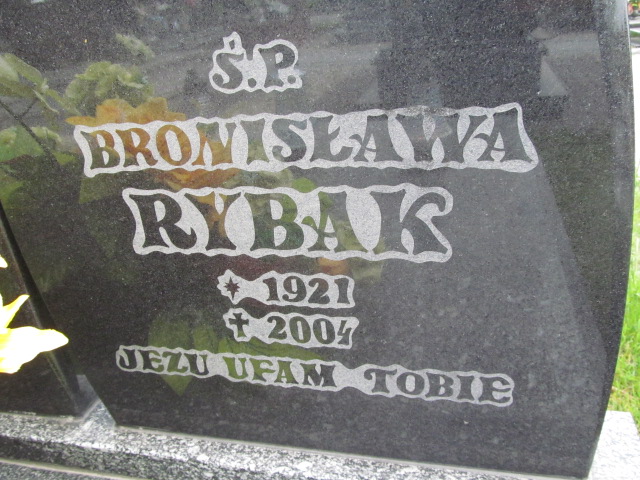 Ś.P.
BRONISŁAWA
RYBAK
* 1921
✝ 2004
JEZU UFAM TOBIE